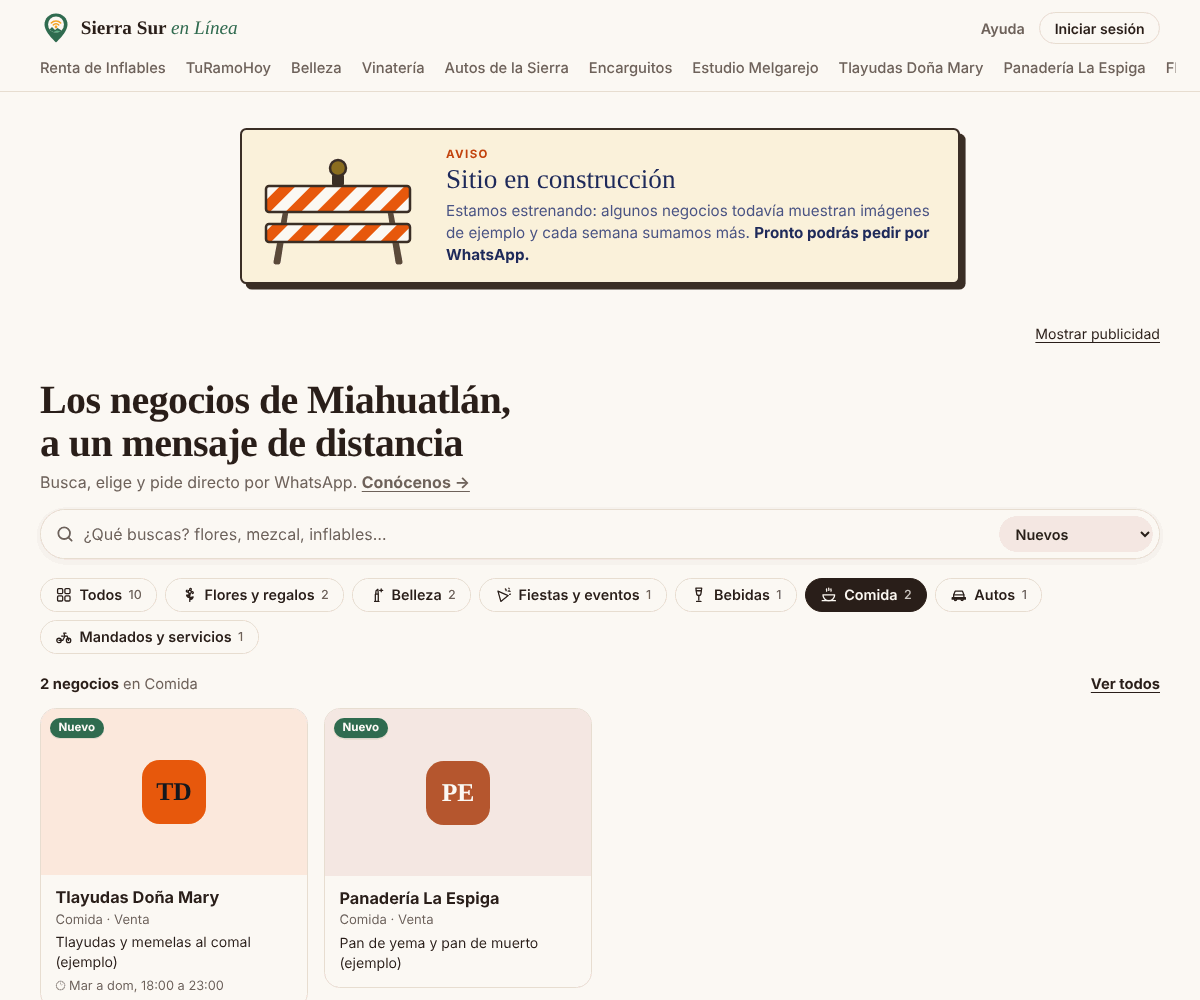 Sierra Sur en Línea
Ayuda
Iniciar sesión
Renta de Inflables TuRamoHoy Belleza Vinatería Autos de la Sierra Encarguitos Estudio Melgarejo Tlayudas Doña Mary Panadería La Espiga
AVISO
Sitio en construcción
Estamos estrenando: algunos negocios todavía muestran imágenes
de ejemplo y cada semana sumamos más. Pronto podrás pedir por
WhatsApp.
Mostrar publicidad
Los negocios de Miahuatlán,
a un mensaje de distancia
Busca, elige y pide directo por WhatsApp. Conócenos →
¿Qué buscas? flores, mezcal, inflables...
Nuevos
Todos 10 Flores y regalos 2 Belleza 2 Fiestas y eventos 1 Bebidas 1 Comida 2 Autos 1
Mandados y servicios 1
2 negocios en Comida
Ver todos
Nuevo
TD
Tlayudas Doña Mary
Comida · Venta
Tlayudas y memelas al comal
(ejemplo)
Mar a dom, 18:00 a 23:00
Nuevo
PE
Panadería La Espiga
Comida · Venta
Pan de yema y pan de muerto
(ejemplo)